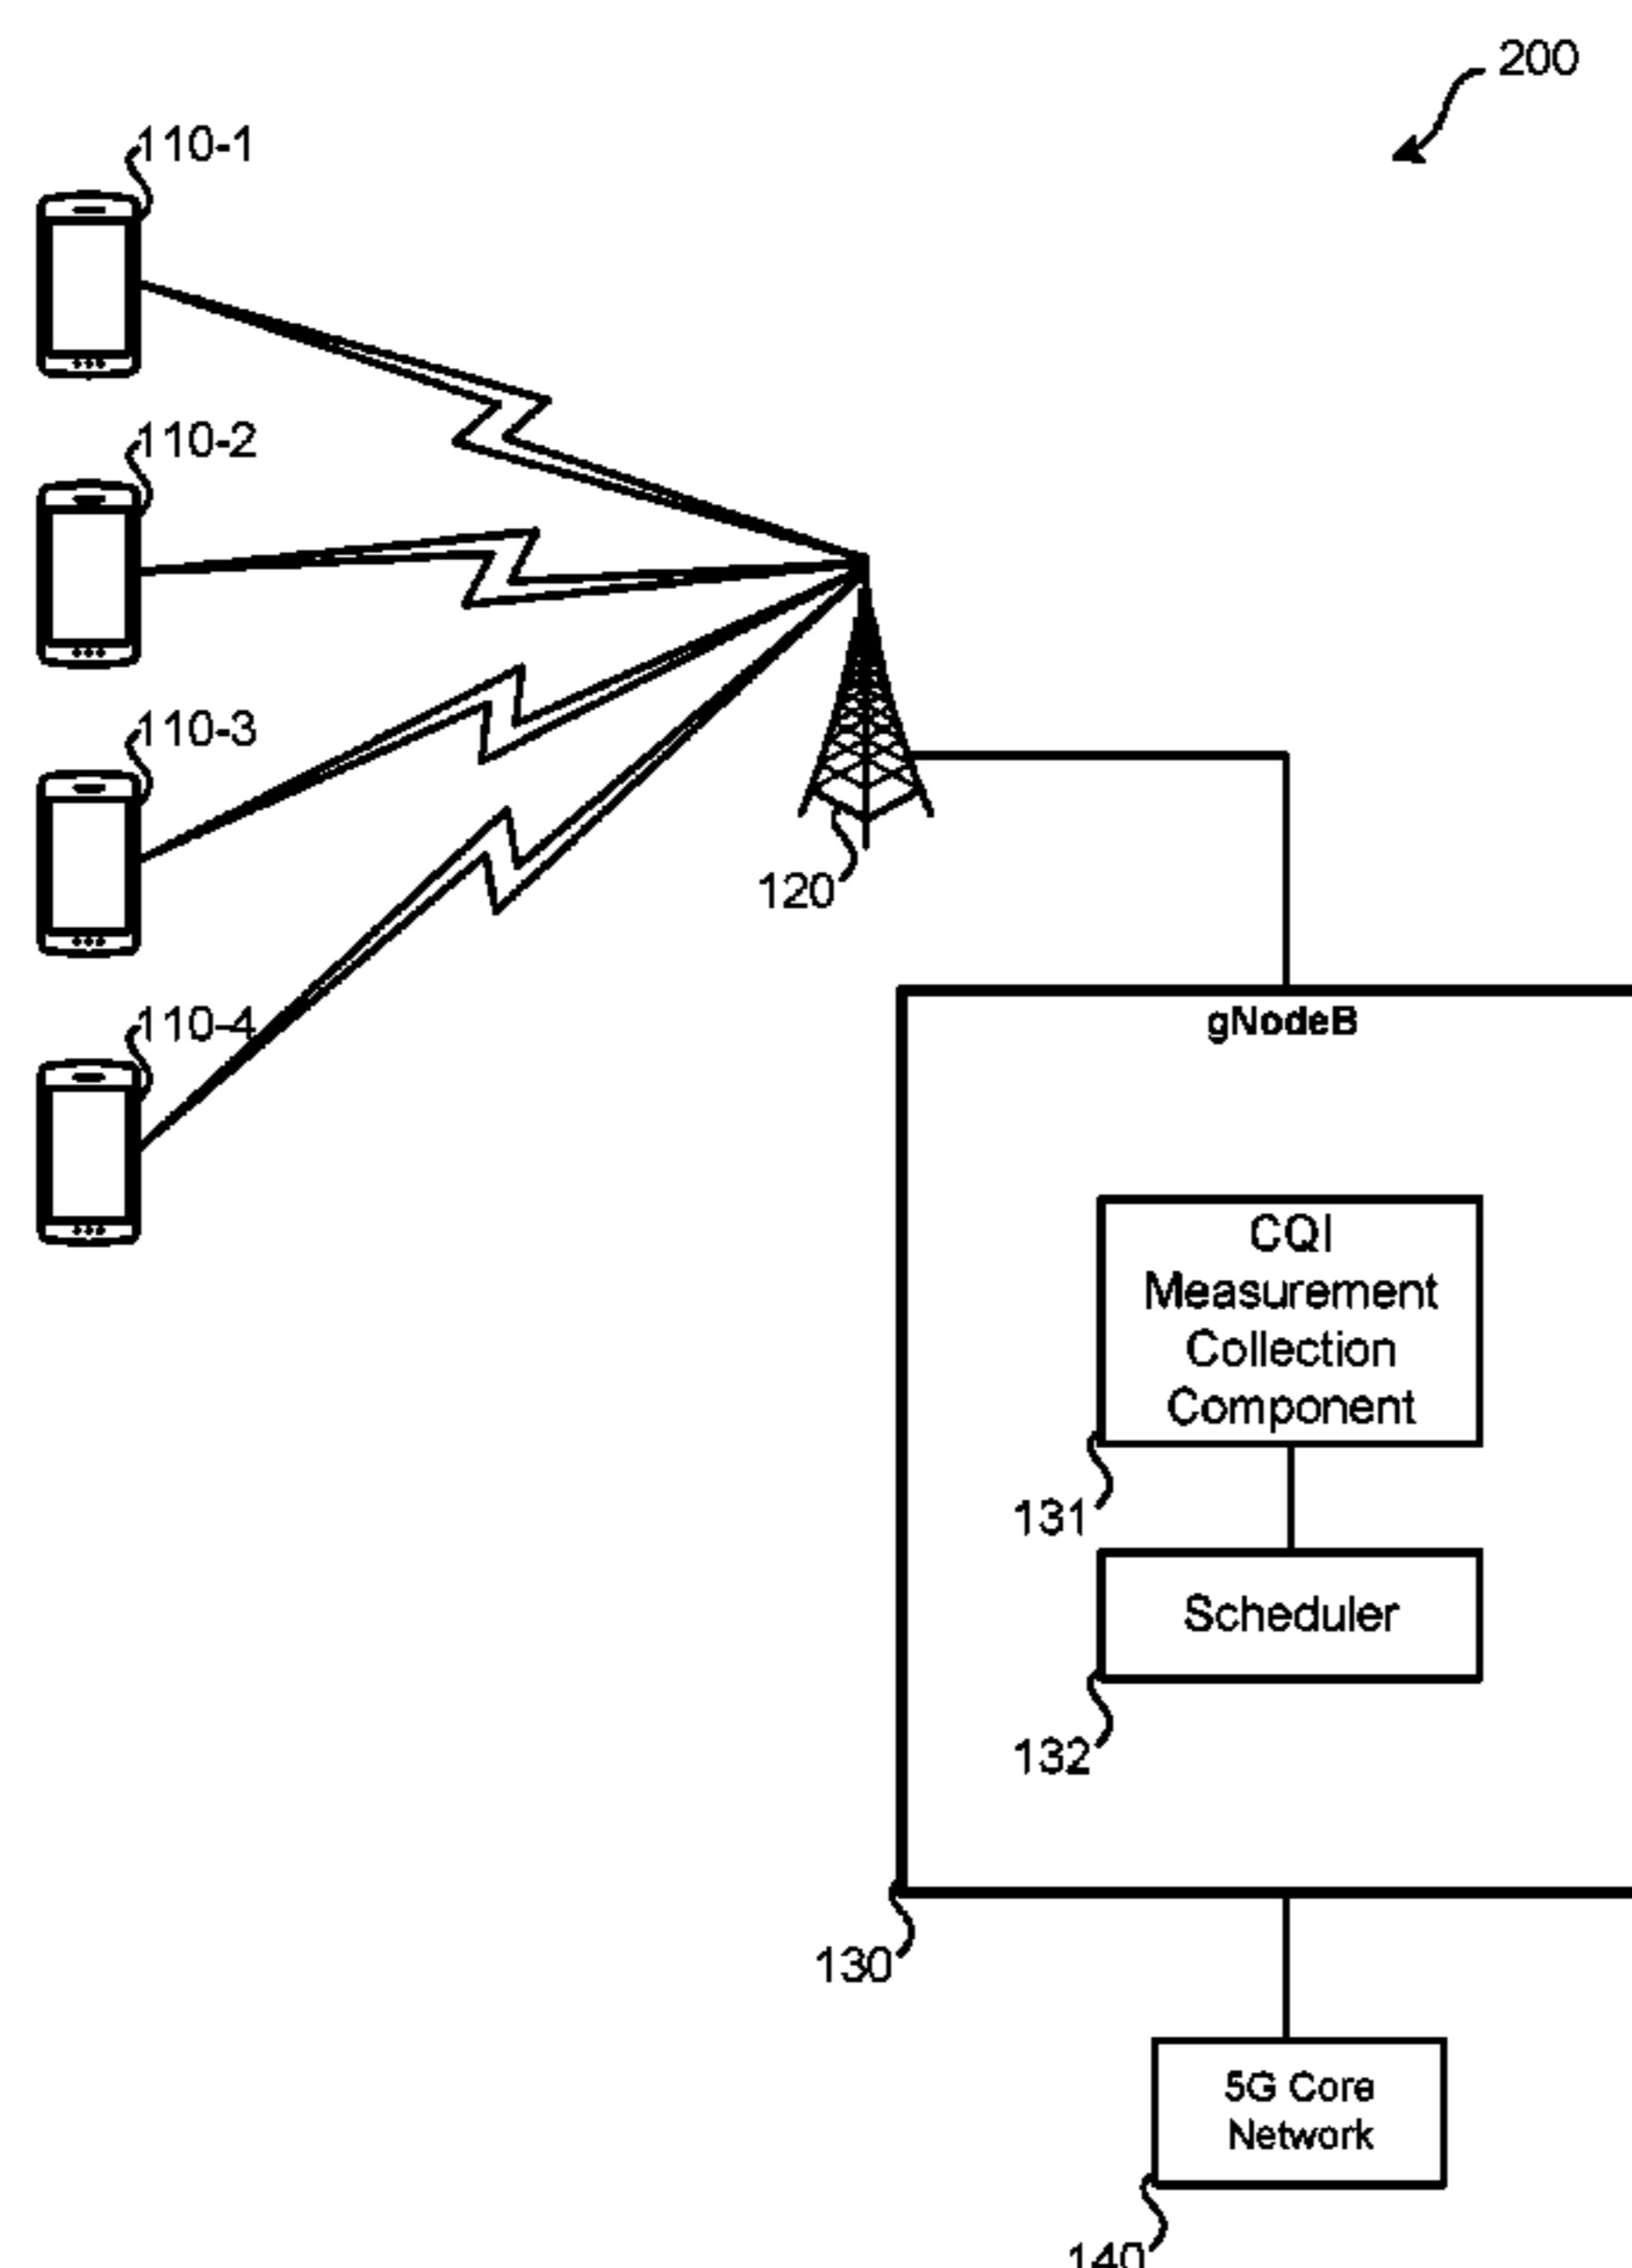 200
110-1
110-2
110-3
120
110-4
gNodeB
CQI
Measurement
Collection
Component
131
Scheduler
132
130
5G Core
Network
140